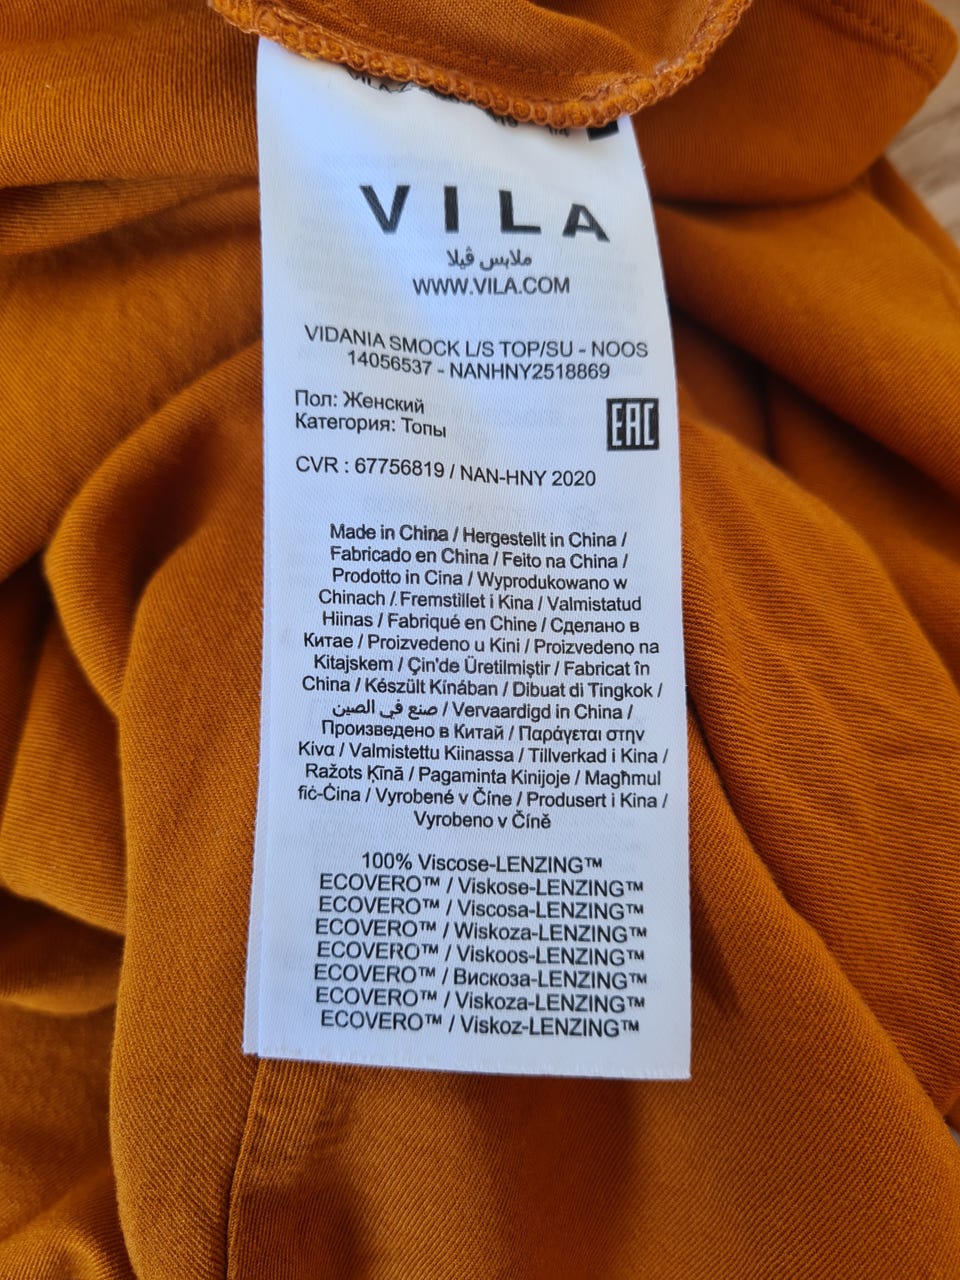 VILA
ملابس ڤيلا
WWW.VILA.COM
VIDANIA SMOCK L/S TOP/SU - NOOS
14056537 - NANHNY2518869
Пол: Женский
Категория: Топы
EAC
CVR : 67756819 / NAN-HNY 2020
Made in China / Hergestellt in China /
Fabricado en China / Feito na China /
Prodotto in Cina / Wyprodukowano w
Chinach / Fremstillet i Kina / Valmistatud
Hiinas / Fabriqué en Chine / Сделано в
Китае / Proizvedeno u Kini / Proizvedeno na
Kitajskem / Çin'de Üretilmiştir / Fabricat în
China / Készült Kínában / Dibuat di Tingkok /
صنع في الصين / Vervaardigd in China /
Произведено в Китай / Παράγεται στην
Κίνα / Valmistettu Kiinassa / Tillverkad i Kina /
Ražots Ķīnā / Pagaminta Kinijoje / Magħmul
fiċ-Ċina / Vyrobené v Číne / Produsert i Kina /
Vyrobeno v Číně
100% Viscose-LENZING™
ECOVERO™ / Viskose-LENZING™
ECOVERO™ / Viscosa-LENZING™
ECOVERO™ / Wiskoza-LENZING™
ECOVERO™ / Viskoos-LENZING™
ECOVERO™ / Вискоза-LENZING™
ECOVERO™ / Viskoza-LENZING™
ECOVERO™ / Viskoz-LENZING™